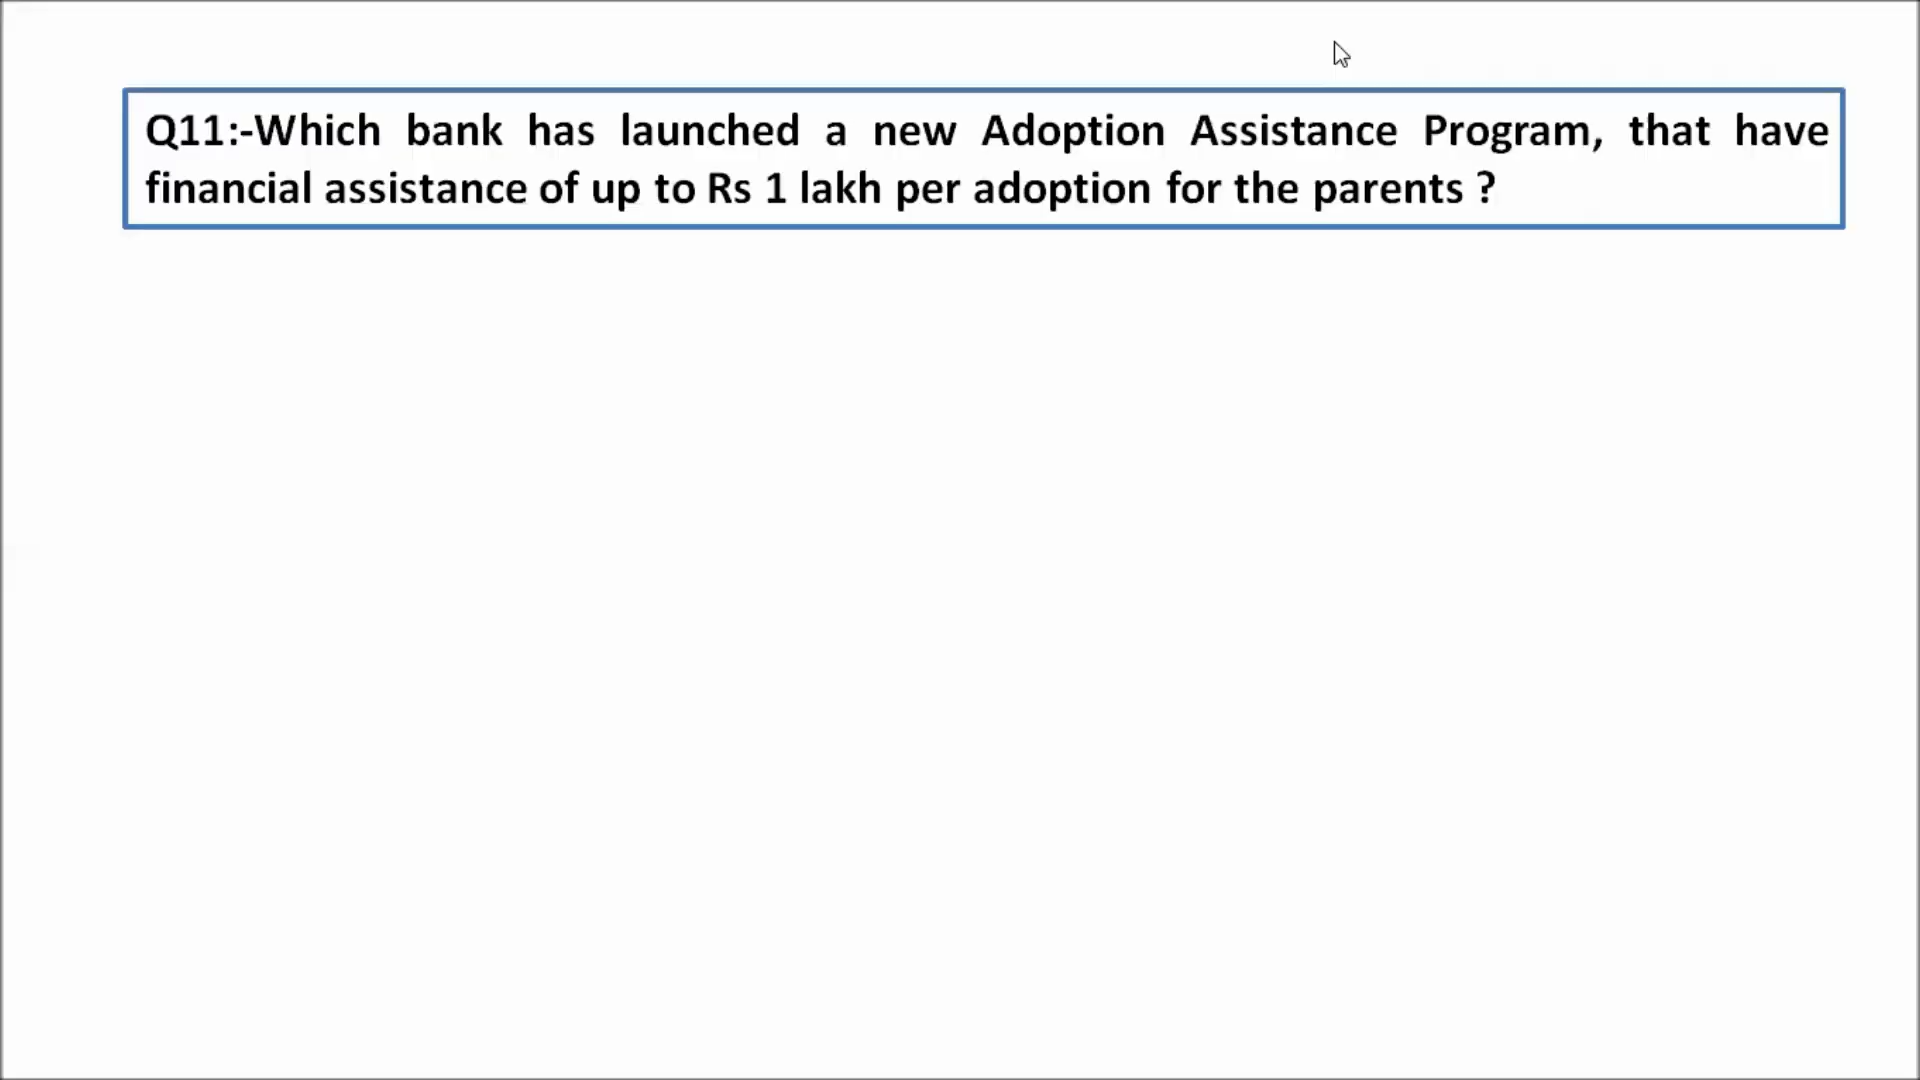 Q11:-Which bank has launched a new Adoption Assistance Program, that have
financial assistance of up to Rs 1 lakh per adoption for the parents ?